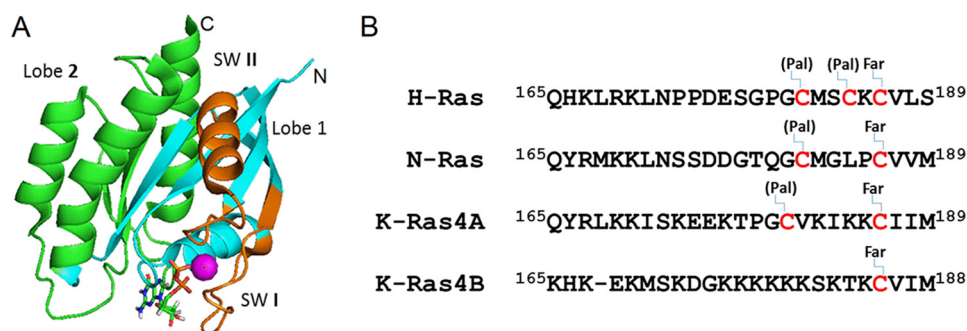 A
B
C
SW II
N
Lobe 2
Lobe 1
SW I
(Pal) (Pal) Far
H-Ras 165QHKLRKLNPPDESGPGCMSCKCVLS189
(Pal) Far
N-Ras 165QYRMKKLNSSDDGTQGCMGLPCVVM189
(Pal) Far
K-Ras4A 165QYRLKKISKEEKTPGCVKIKKCIIM189
Far
K-Ras4B 165KHK-EKMSKDGKKKKKKSKTKCVIM188